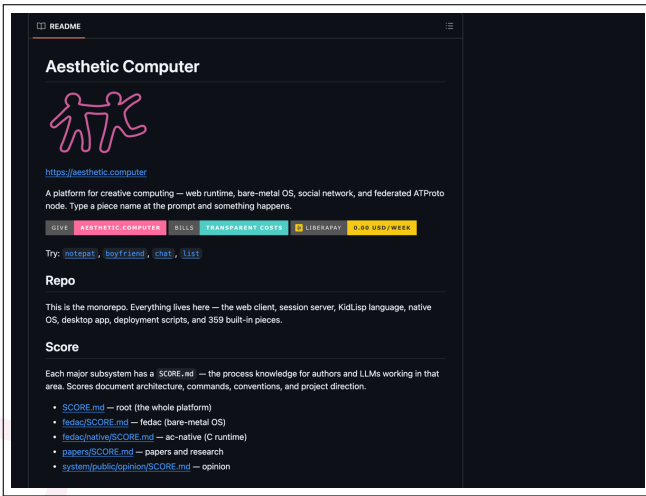 README
Aesthetic Computer
https://aesthetic.computer
A platform for creative computing — web runtime, bare-metal OS, social network, and federated ATProto
node. Type a piece name at the prompt and something happens.
GIVE AESTHETIC.COMPUTER BILLS TRANSPARENT COSTS LIBERAPAY 0.00 USD/WEEK
Try: notepat, boyfriend, chat, list
Repo
This is the monorepo. Everything lives here — the web client, session server, KidLisp language, native
OS, desktop app, deployment scripts, and 359 built-in pieces.
Score
Each major subsystem has a SCORE.md — the process knowledge for authors and LLMs working in that
area. Scores document architecture, commands, conventions, and project direction.
• SCORE.md — root (the whole platform)
• fedac/SCORE.md — fedac (bare-metal OS)
• fedac/native/SCORE.md — ac-native (C runtime)
• papers/SCORE.md — papers and research
• system/public/opinion/SCORE.md — opinion